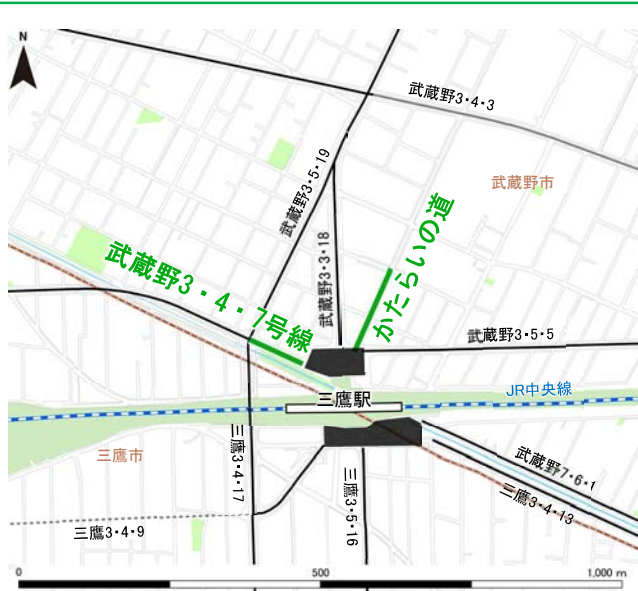 N
武蔵野3・4・3
武蔵野3・5・19
武蔵野市
かたらいの道
武蔵野3・3・18
武蔵野3・4・7号線
武蔵野3・5・5
JR中央線
三鷹駅
三鷹市
三鷹3・4・17
武蔵野7・6・1
三鷹3・4・13
三鷹3・5・16
三鷹3・4・9
0 500 1,000 m